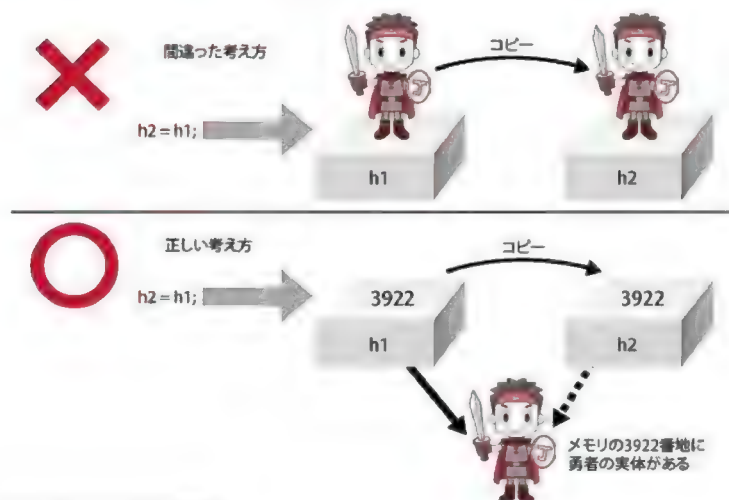 間違った考え方
コピー
h2 = h1;
J
J
h1
h2
正しい考え方
コピー
h2 = h1;
3922
3922
h1
h2
J
メモリの3922番地に
勇者の実体がある